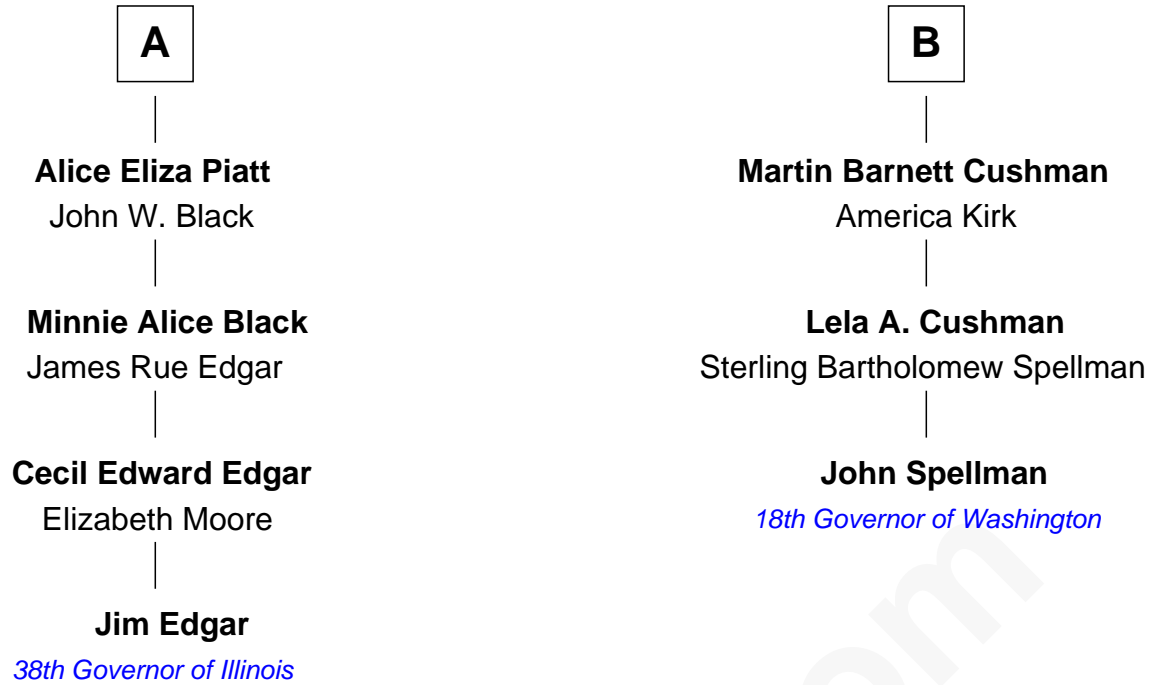 A
Alice Eliza Piatt
John W. Black
Minnie Alice Black
James Rue Edgar
Cecil Edward Edgar
Elizabeth Moore
Jim Edgar
38th Governor of Illinois
B
Martin Barnett Cushman
America Kirk
Lela A. Cushman
Sterling Bartholomew Spellman
John Spellman
18th Governor of Washington
om